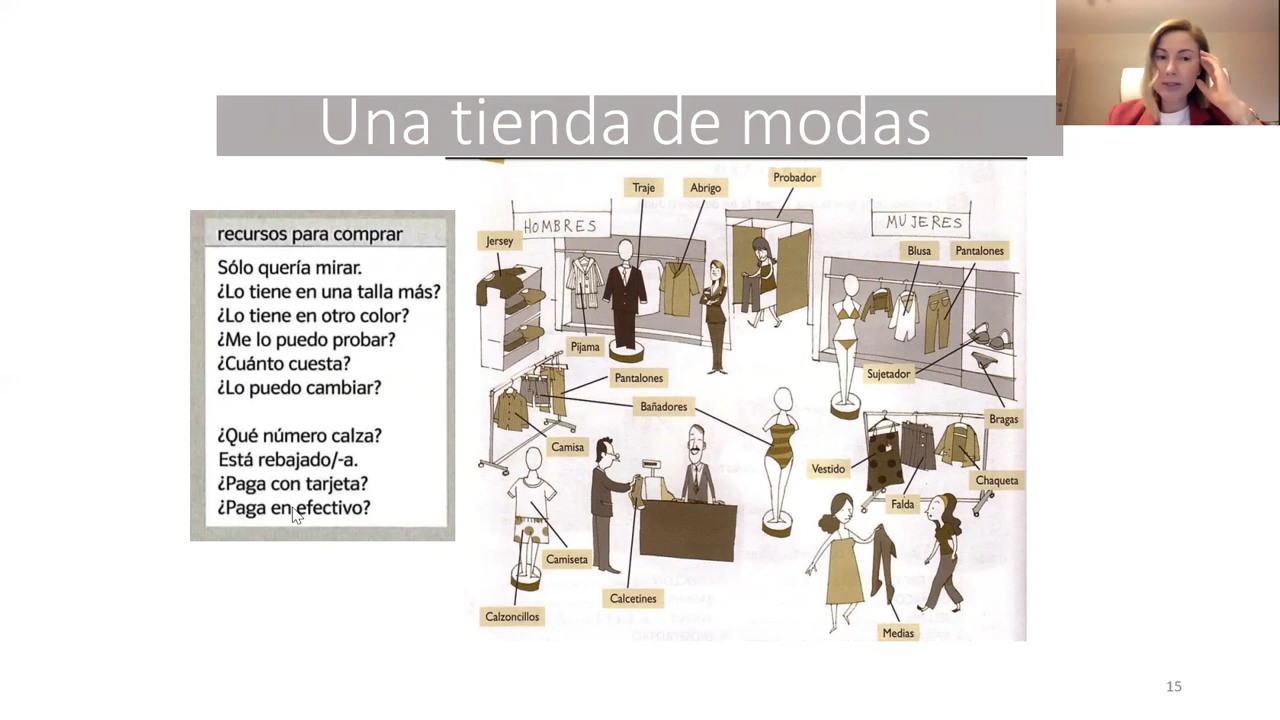 Una tienda de modas
recursos para comprar
Sólo quería mirar.
¿Lo tiene en una talla más?
¿Lo tiene en otro color?
¿Me lo puedo probar?
¿Cuánto cuesta?
¿Lo puedo cambiar?
¿Qué número calza?
Está rebajado/-a.
¿Paga con tarjeta?
¿Paga en efectivo?
Traje
Abrigo
Probador
HOMBRES
MUJERES
Jersey
Blusa
Pantalones
Pijama
Pantalones
Sujetador
Bañadores
Bragas
Camisa
Vestido
Chaqueta
Falda
Camiseta
Calcetines
Calzoncillos
Medias
15